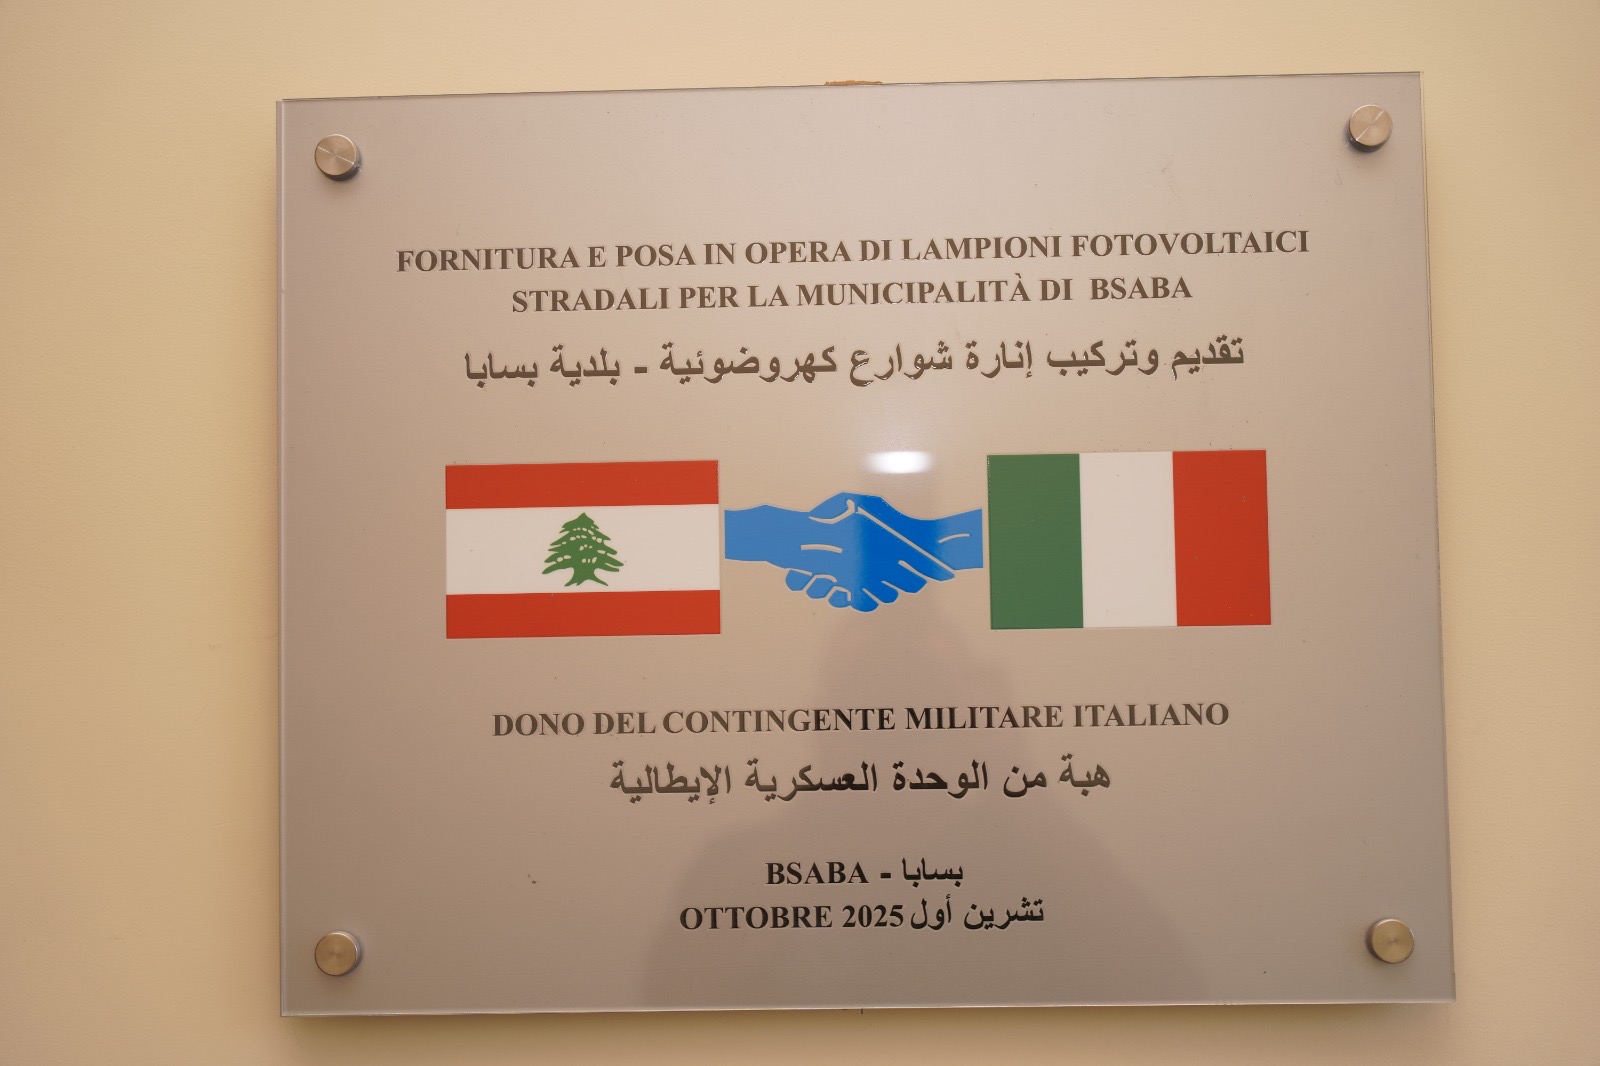 FORNITURA E POSA IN OPERA DI LAMPIONI FOTOVOLTAICI
STRADALI PER LA MUNICIPALITÀ DI BSABA
تقديم وتركيب إنارة شوارع كهروضوئية - بلدية بسابا
DONO DEL CONTINGENTE MILITARE ITALIANO
هبة من الوحدة العسكرية الإيطالية
BSABA - بسابا
OTTOBRE 2025 تشرين أول